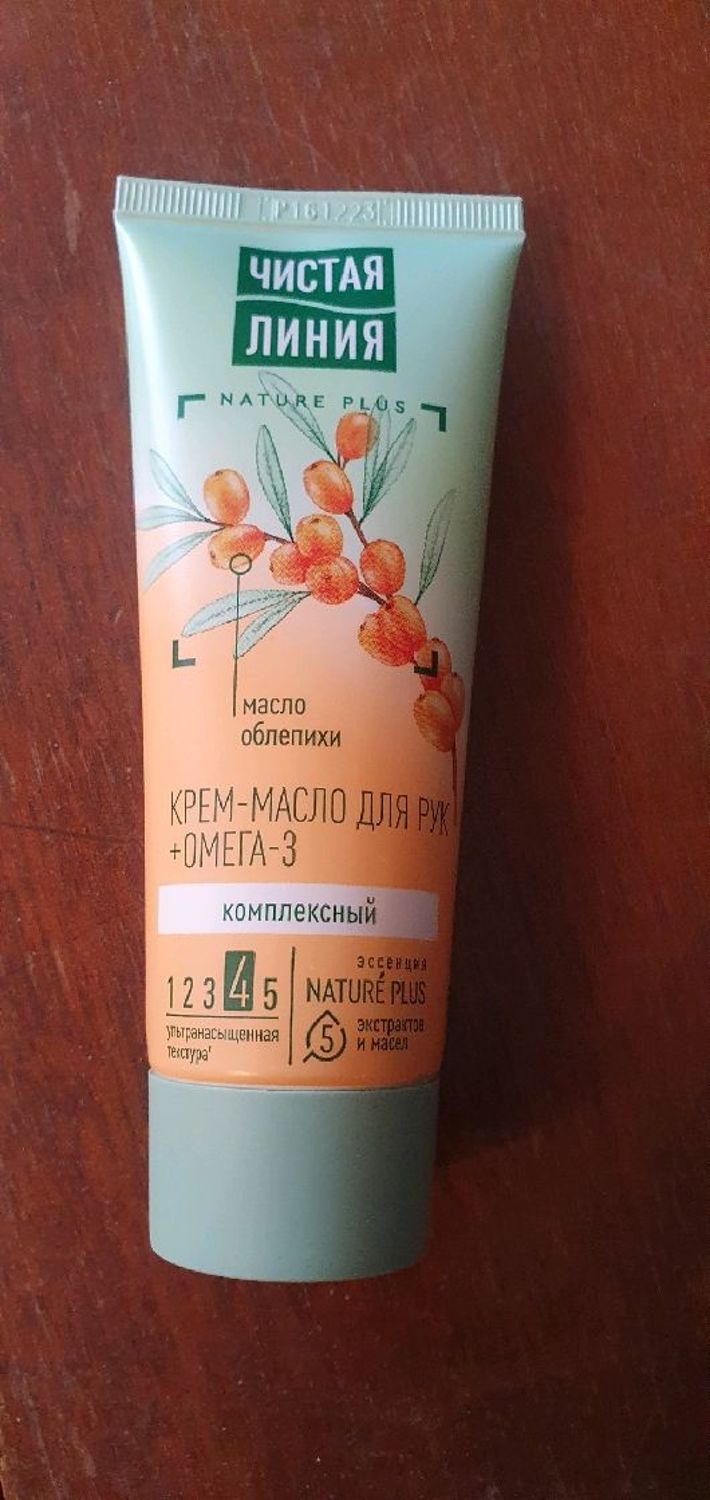 P161223
ЧИСТАЯ
ЛИНИЯ
NATURE PLUS
масло
облепихи
КРЕМ-МАСЛО ДЛЯ РУК
+ОМЕГА-3
комплексный
1 2 3 4 5
ультранасыщенная
текстура¹
эссенция
NATURÉ PLUS
5
экстрактов
и масел